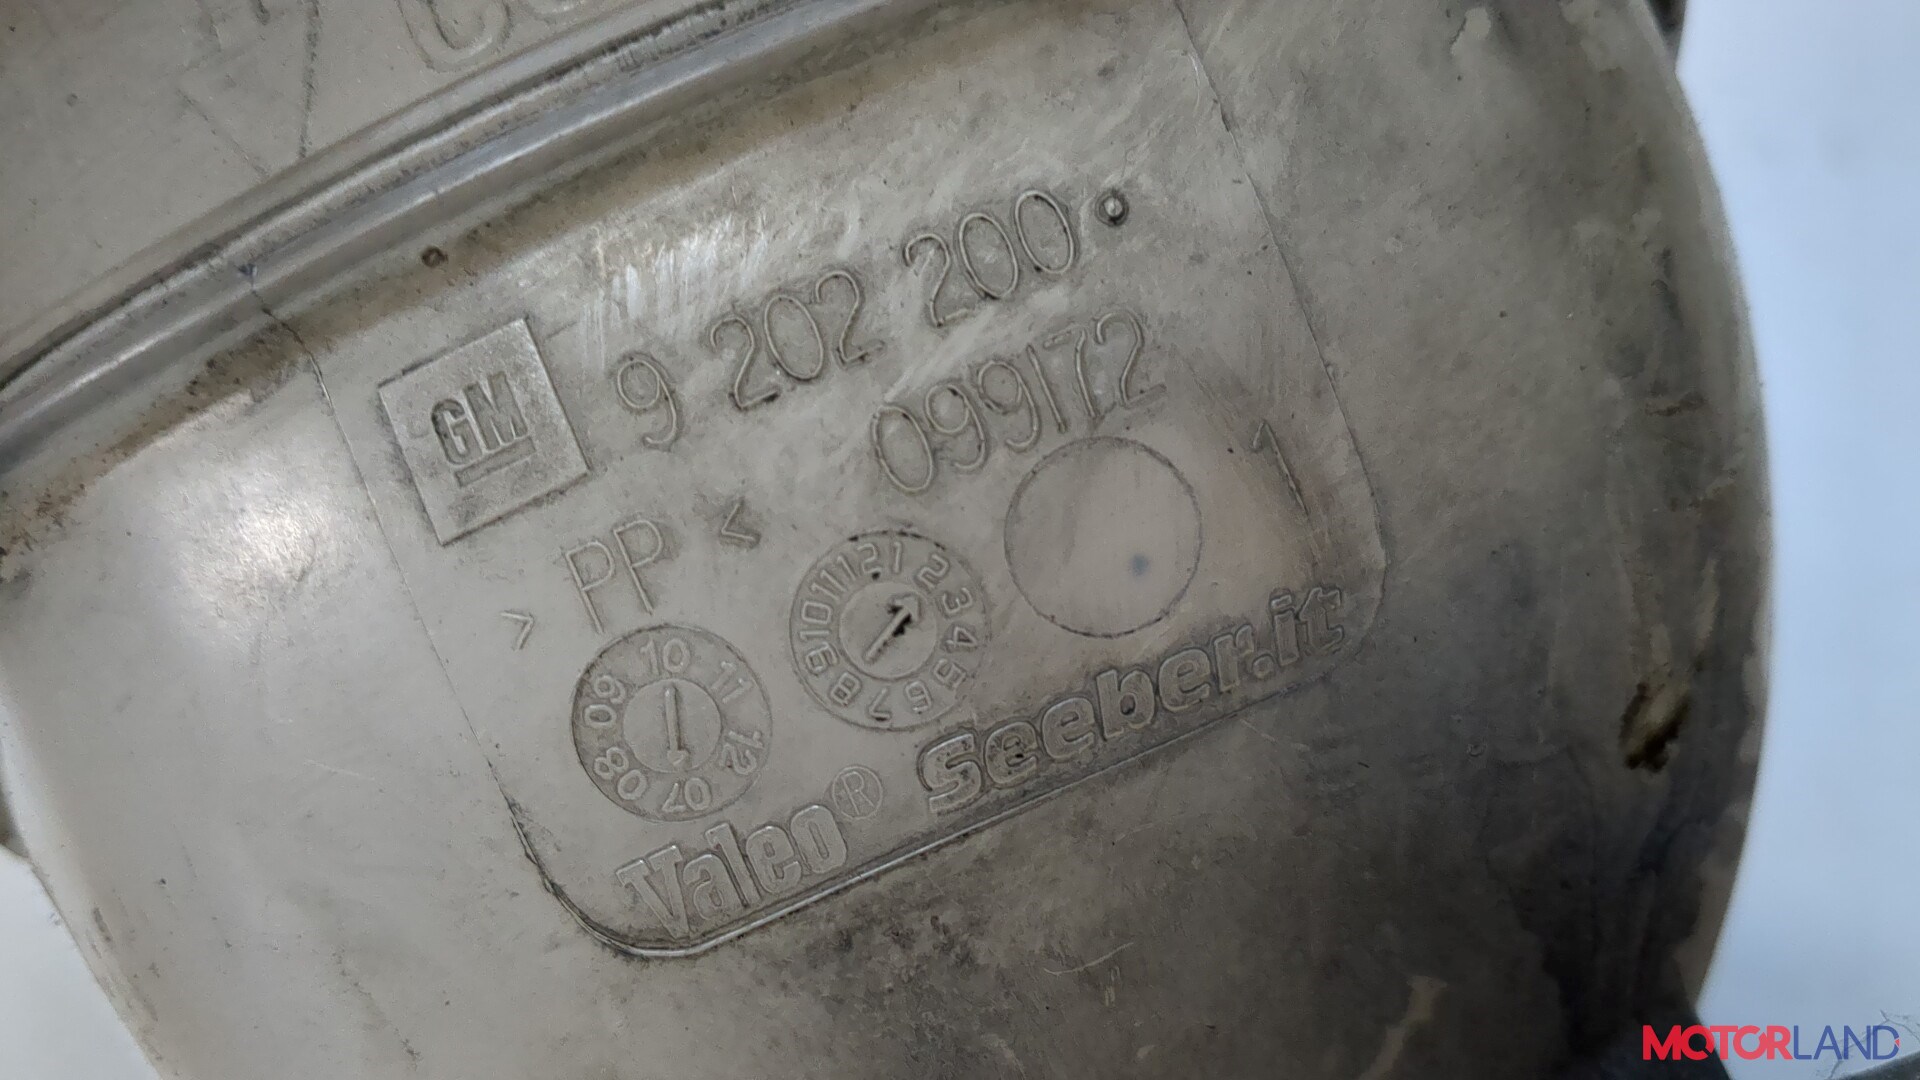 GM 9 202 200
099172
> PP <
1
1 2 3 4 5 6 7 8 9 10 11 12
07 08 09 10 11 12
Valeo® Seeber.it
MOTORLAND